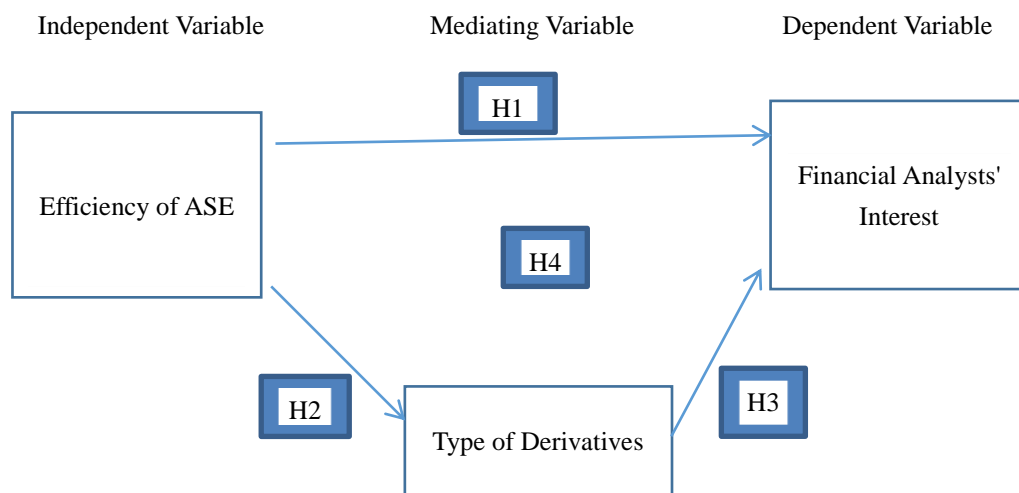 Independent Variable
Mediating Variable
Dependent Variable
H1
Efficiency of ASE
Financial Analysts'
Interest
H4
H2
H3
Type of Derivatives